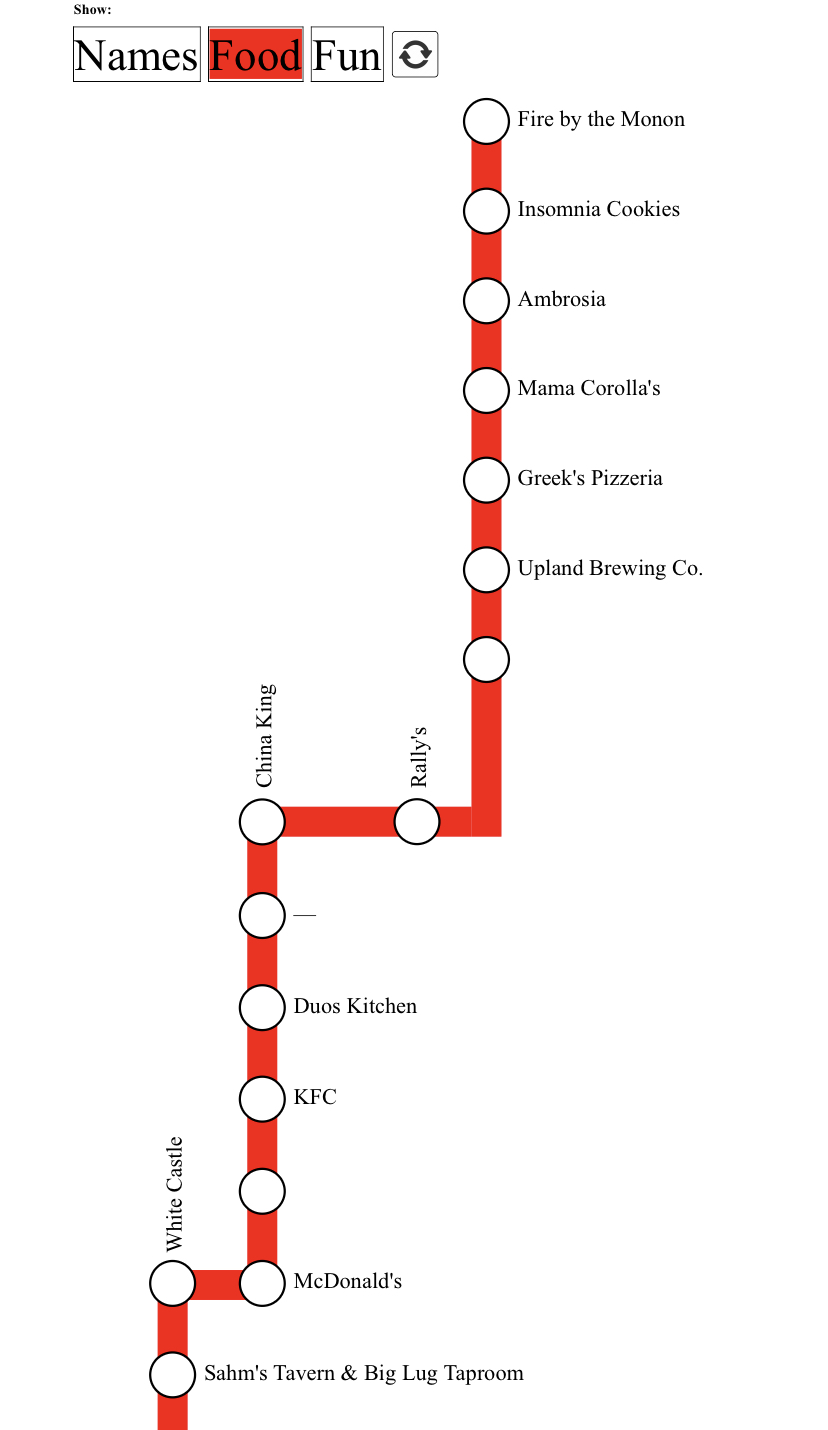 Show:
Names Food Fun
Fire by the Monon
Insomnia Cookies
Ambrosia
Mama Corolla's
Greek's Pizzeria
Upland Brewing Co.
China King
Rally's
—
Duos Kitchen
KFC
White Castle
McDonald's
Sahm's Tavern & Big Lug Taproom